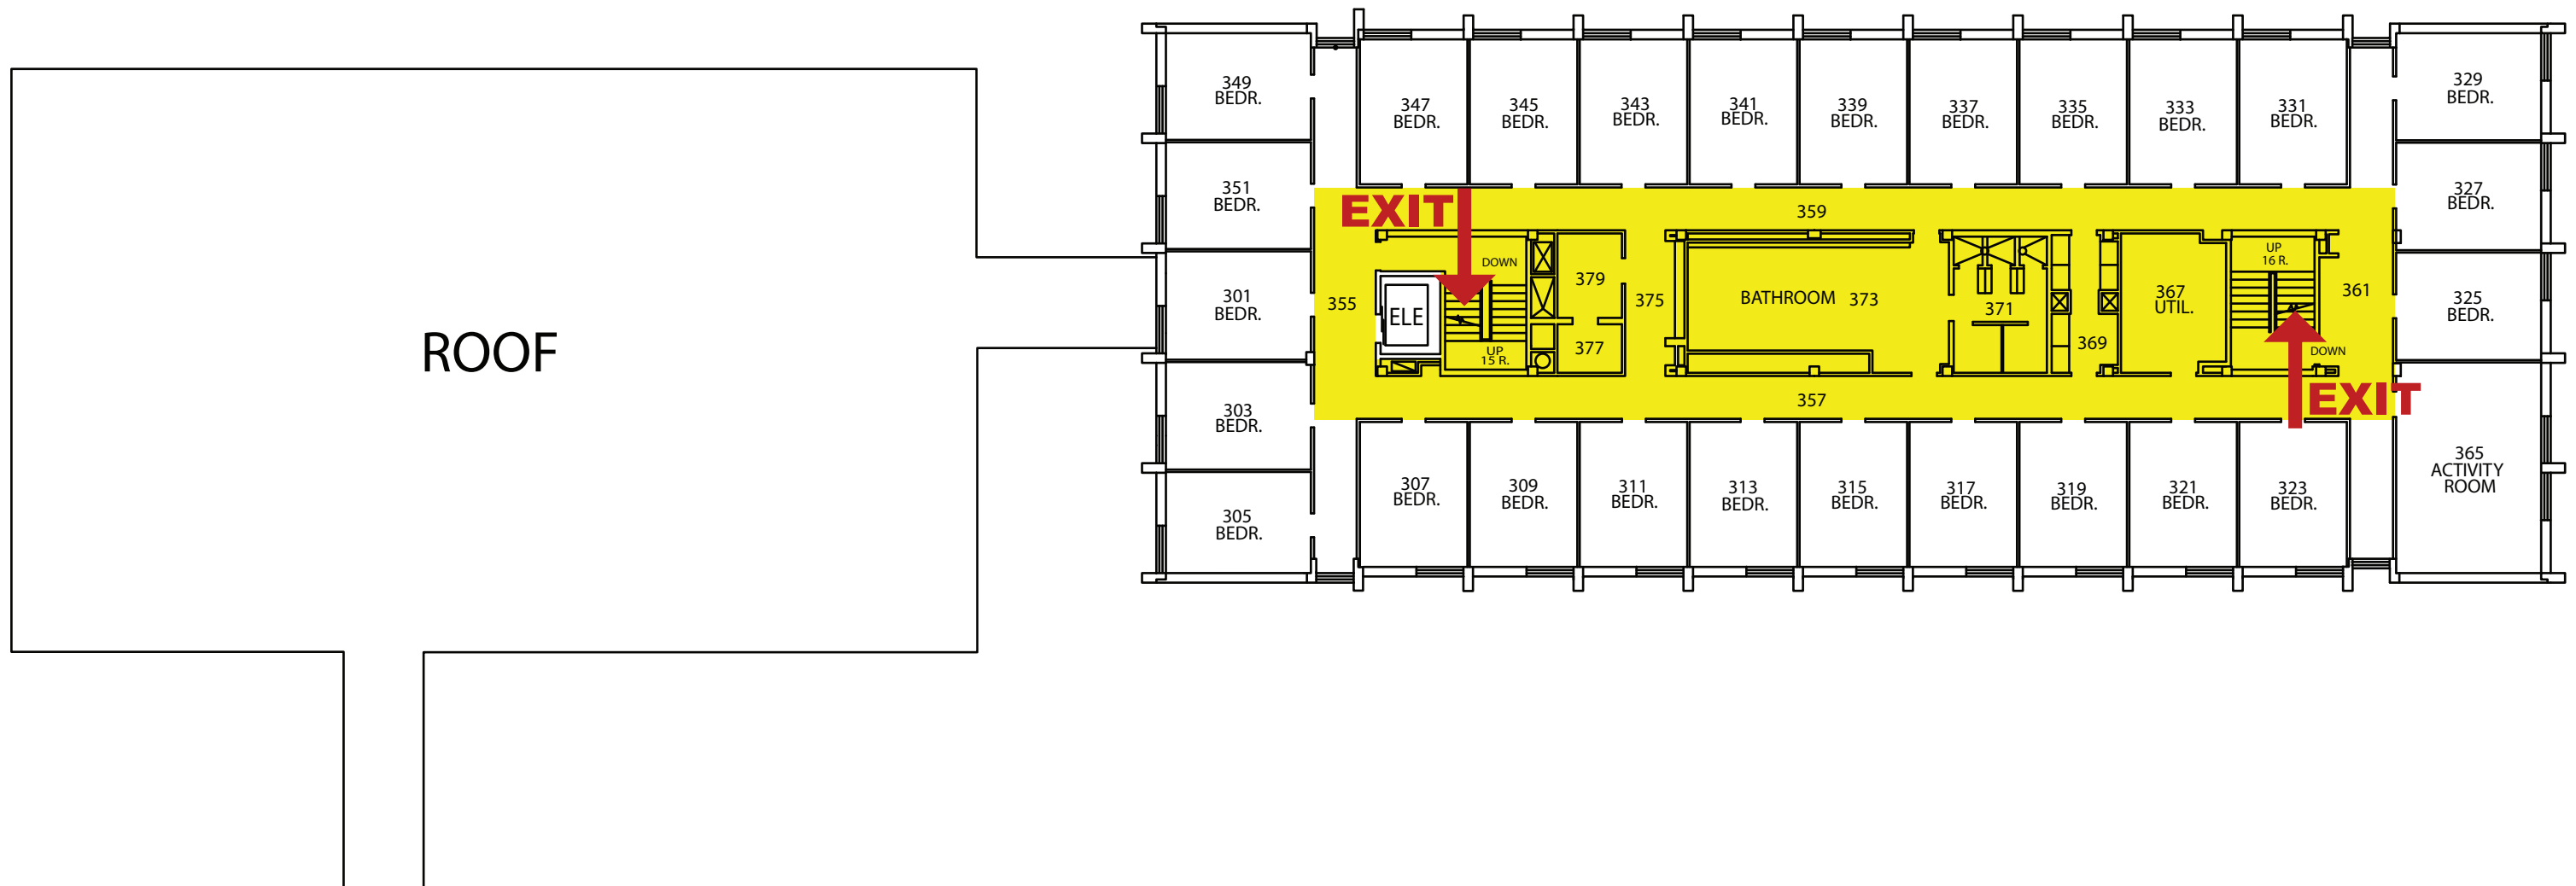 349
BEDR.
351
BEDR.
301
BEDR.
303
BEDR.
305
BEDR.
347
BEDR.
345
BEDR.
343
BEDR.
341
BEDR.
339
BEDR.
337
BEDR.
335
BEDR.
333
BEDR.
331
BEDR.
329
BEDR.
327
BEDR.
325
BEDR.
365
ACTIVITY
ROOM
EXIT
359
ROOF
355
ELE
DOWN
UP
15 R.
379
377
375
BATHROOM 373
371
369
367
UTIL.
UP
16 R.
DOWN
361
EXIT
357
307
BEDR.
309
BEDR.
311
BEDR.
313
BEDR.
315
BEDR.
317
BEDR.
319
BEDR.
321
BEDR.
323
BEDR.